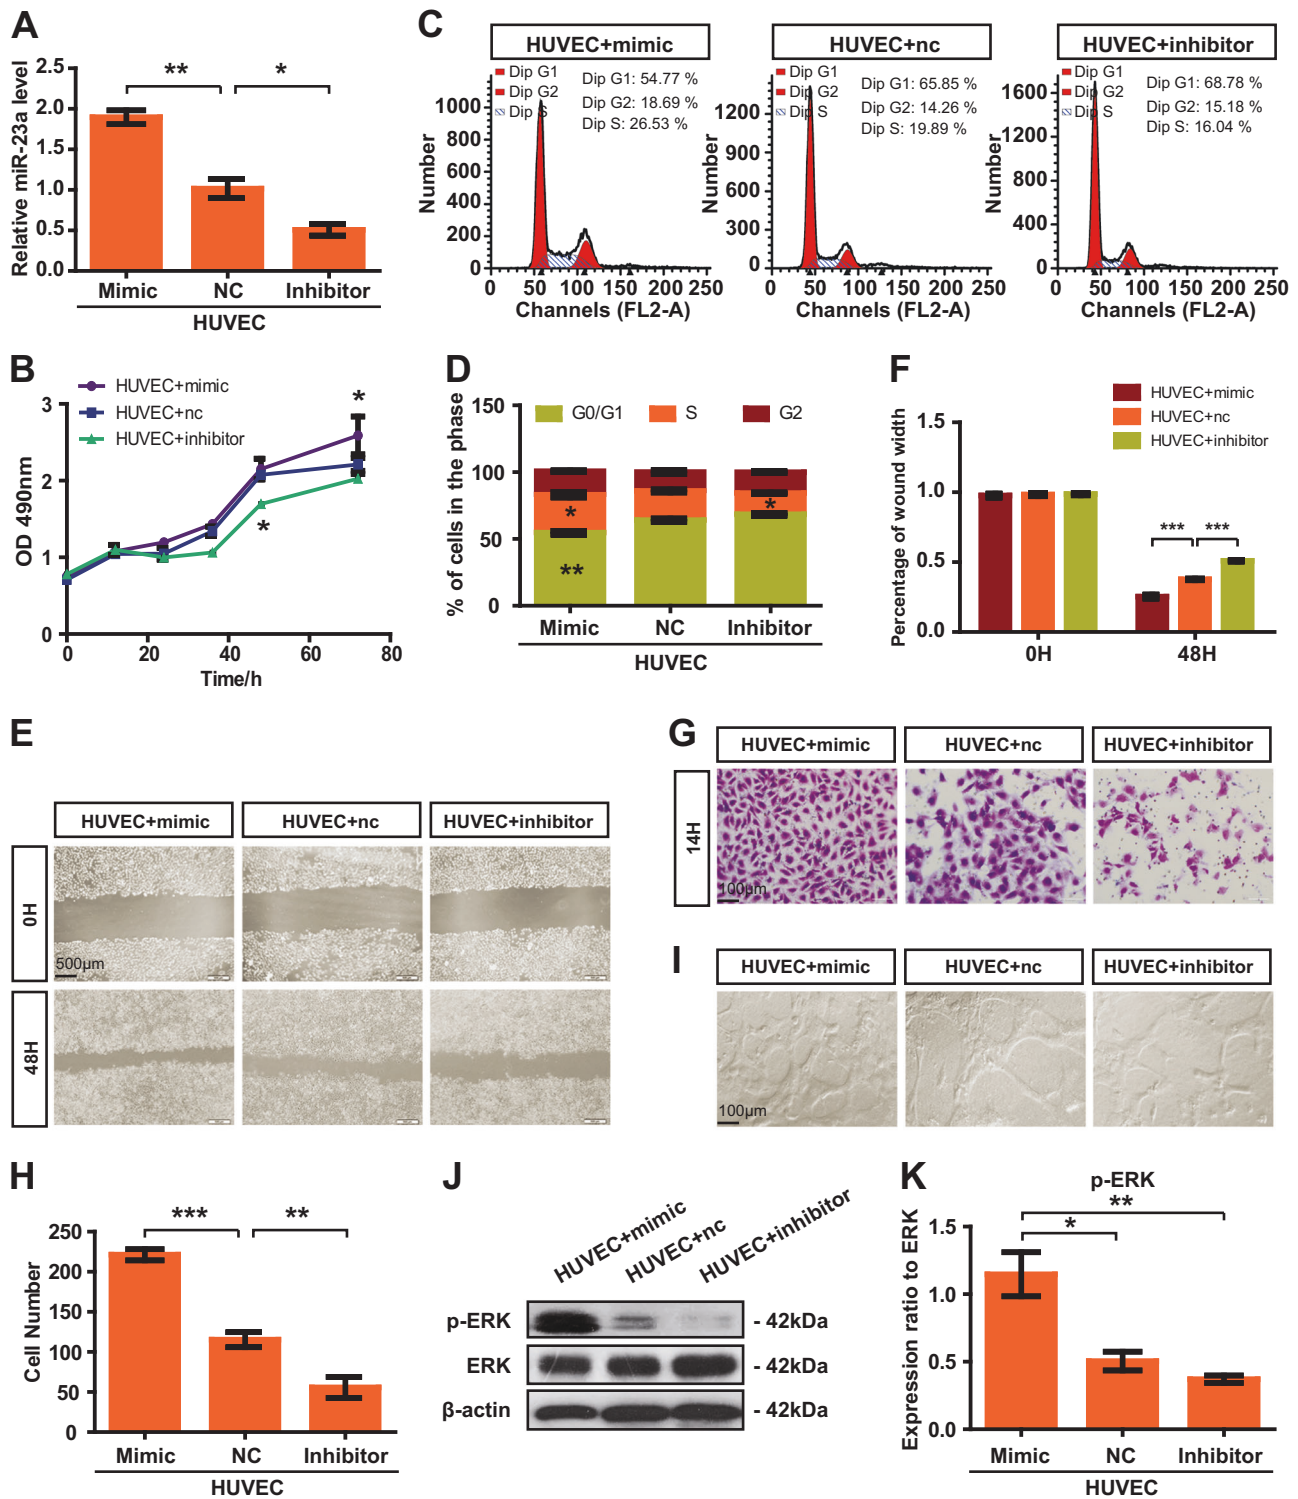 A
Relative miR-23a level
2.5
2.0
1.5
1.0
0.5
0.0
**
*
Mimic NC Inhibitor
HUVEC
C
HUVEC+mimic
Dip G1
Dip G2
Dip S
Dip G1: 54.77 %
Dip G2: 18.69 %
Dip S: 26.53 %
Number
1000
800
600
400
200
0
0 50 100 150 200 250
Channels (FL2-A)
HUVEC+nc
Dip G1
Dip G2
Dip S
Dip G1: 65.85 %
Dip G2: 14.26 %
Dip S: 19.89 %
Number
1200
900
600
300
0
0 50 100 150 200 250
Channels (FL2-A)
HUVEC+inhibitor
Dip G1
Dip G2
Dip S
Dip G1: 68.78 %
Dip G2: 15.18 %
Dip S: 16.04 %
Number
1600
1200
800
400
0
0 50 100 150 200 250
Channels (FL2-A)
B
HUVEC+mimic
HUVEC+nc
HUVEC+inhibitor
OD 490nm
3
2
1
0
*
*
0 20 40 60 80
Time/h
D
% of cells in the phase
150
100
50
0
G0/G1 S G2
*
**
*
Mimic NC Inhibitor
HUVEC
F
HUVEC+mimic
HUVEC+nc
HUVEC+inhibitor
Percentage of wound width
1.5
1.0
0.5
0.0
*** ***
0H 48H
E
HUVEC+mimic HUVEC+nc HUVEC+inhibitor
0H
500µm
48H
G
HUVEC+mimic HUVEC+nc HUVEC+inhibitor
14H
100µm
I
HUVEC+mimic HUVEC+nc HUVEC+inhibitor
100µm
H
Cell Number
250
200
150
100
50
0
*** **
Mimic NC Inhibitor
HUVEC
J
HUVEC+mimic
HUVEC+nc
HUVEC+inhibitor
p-ERK - 42kDa
ERK - 42kDa
β-actin - 42kDa
K
p-ERK
Expression ratio to ERK
1.5
1.0
0.5
0.0
**
*
Mimic NC Inhibitor
HUVEC